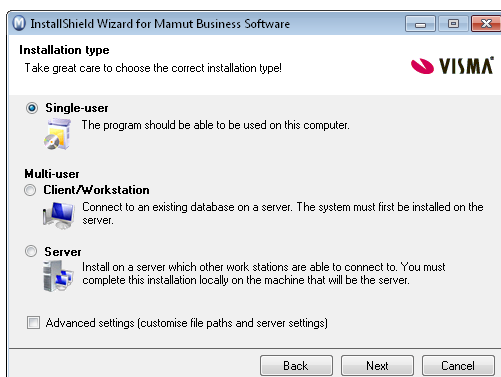 InstallShield Wizard for Mamut Business Software
Installation type
Take great care to choose the correct installation type!
VISMA
Single-user
The program should be able to be used on this computer.
Multi-user
Client/Workstation
Connect to an existing database on a server. The system must first be installed on the
server.
Server
Install on a server which other work stations are able to connect to. You must
complete this installation locally on the machine that will be the server.
Advanced settings (customise file paths and server settings)
Back
Next
Cancel